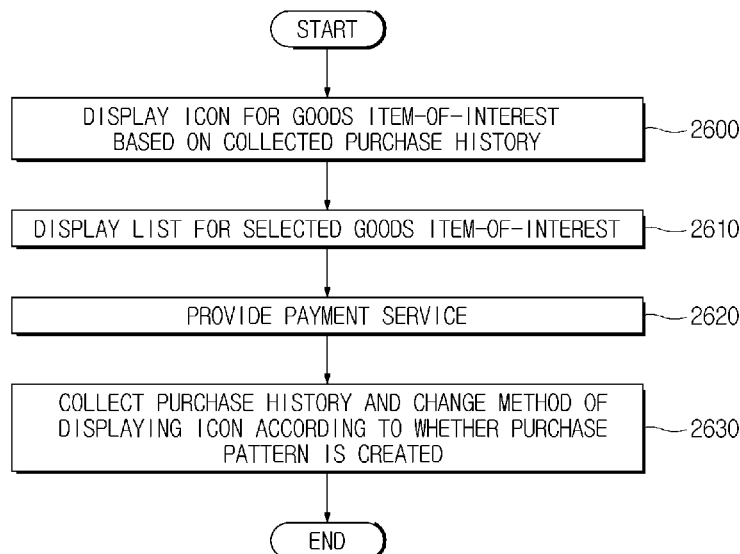 START
DISPLAY ICON FOR GOODS ITEM-OF-INTEREST
BASED ON COLLECTED PURCHASE HISTORY
2600
DISPLAY LIST FOR SELECTED GOODS ITEM-OF-INTEREST
2610
PROVIDE PAYMENT SERVICE
2620
COLLECT PURCHASE HISTORY AND CHANGE METHOD OF
DISPLAYING ICON ACCORDING TO WHETHER PURCHASE
PATTERN IS CREATED
2630
END